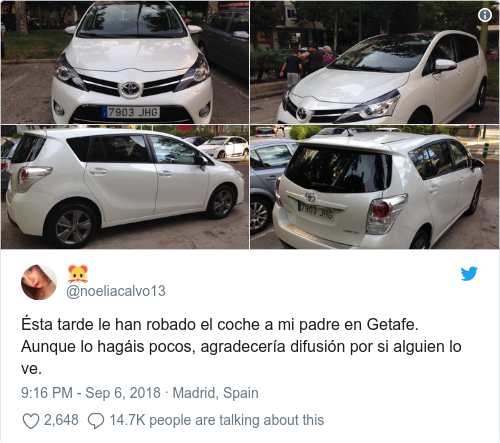 7903 JHG
7903 JHG
@noeliacalvo13
Ésta tarde le han robado el coche a mi padre en Getafe.
Aunque lo hagáis pocos, agradecería difusión por si alguien lo
ve.
9:16 PM - Sep 6, 2018 · Madrid, Spain
2,648 14.7K people are talking about this